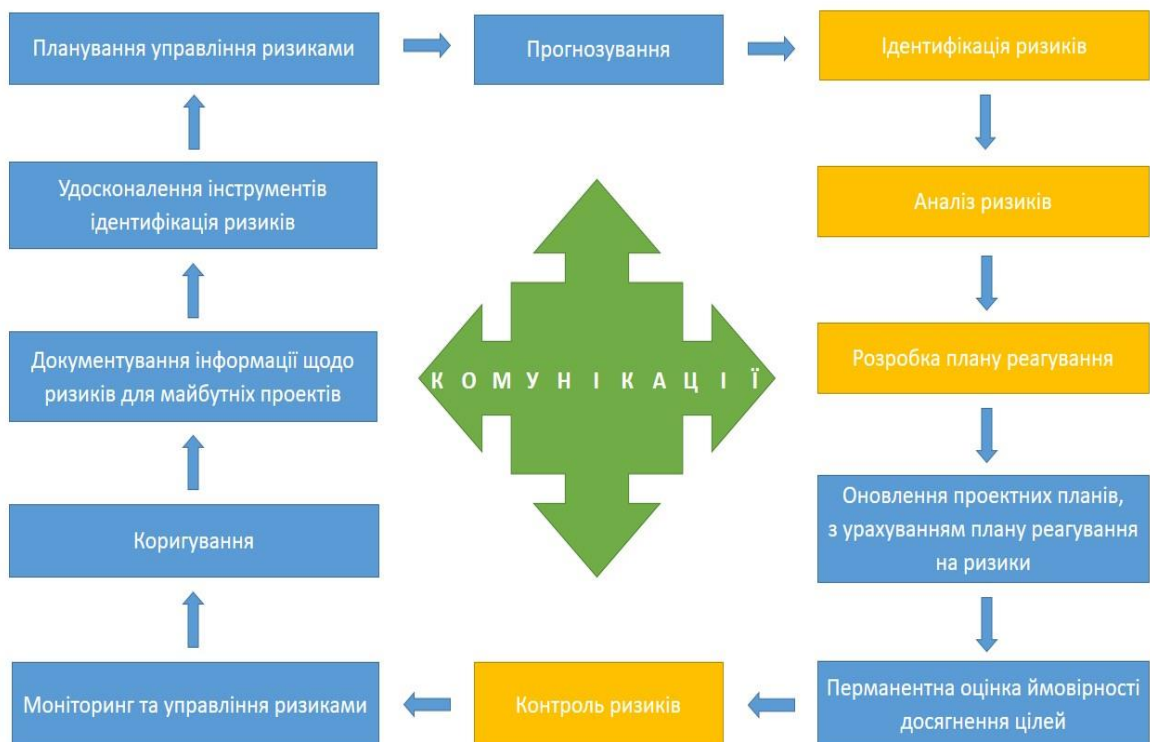 Планування управління ризиками
Прогнозування
Ідентифікація ризиків
Удосконалення інструментів
ідентифікація ризиків
Аналіз ризиків
Документування інформації щодо
ризиків для майбутніх проектів
К О М У Н І К А Ц І Ї
Розробка плану реагування
Коригування
Оновлення проектних планів,
з урахуванням плану реагування
на ризики
Моніторинг та управління ризиками
Контроль ризиків
Перманентна оцінка ймовірності
досягнення цілей